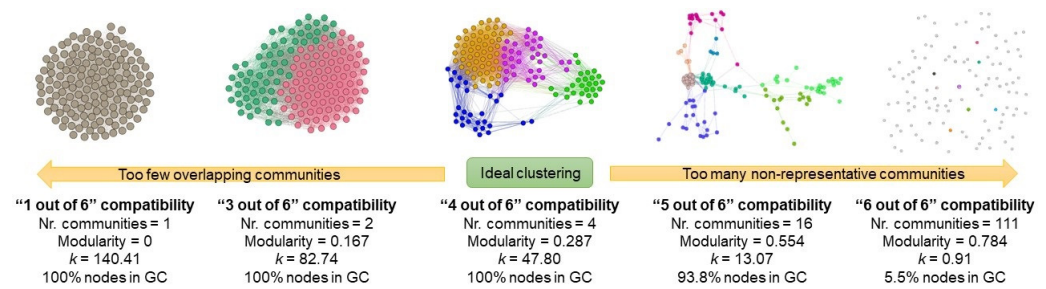 Too few overlapping communities
Ideal clustering
Too many non-representative communities
“1 out of 6” compatibility
Nr. communities = 1
Modularity = 0
k = 140.41
100% nodes in GC
“3 out of 6” compatibility
Nr. communities = 2
Modularity = 0.167
k = 82.74
100% nodes in GC
“4 out of 6” compatibility
Nr. communities = 4
Modularity = 0.287
k = 47.80
100% nodes in GC
“5 out of 6” compatibility
Nr. communities = 16
Modularity = 0.554
k = 13.07
93.8% nodes in GC
“6 out of 6” compatibility
Nr. communities = 111
Modularity = 0.784
k = 0.91
5.5% nodes in GC